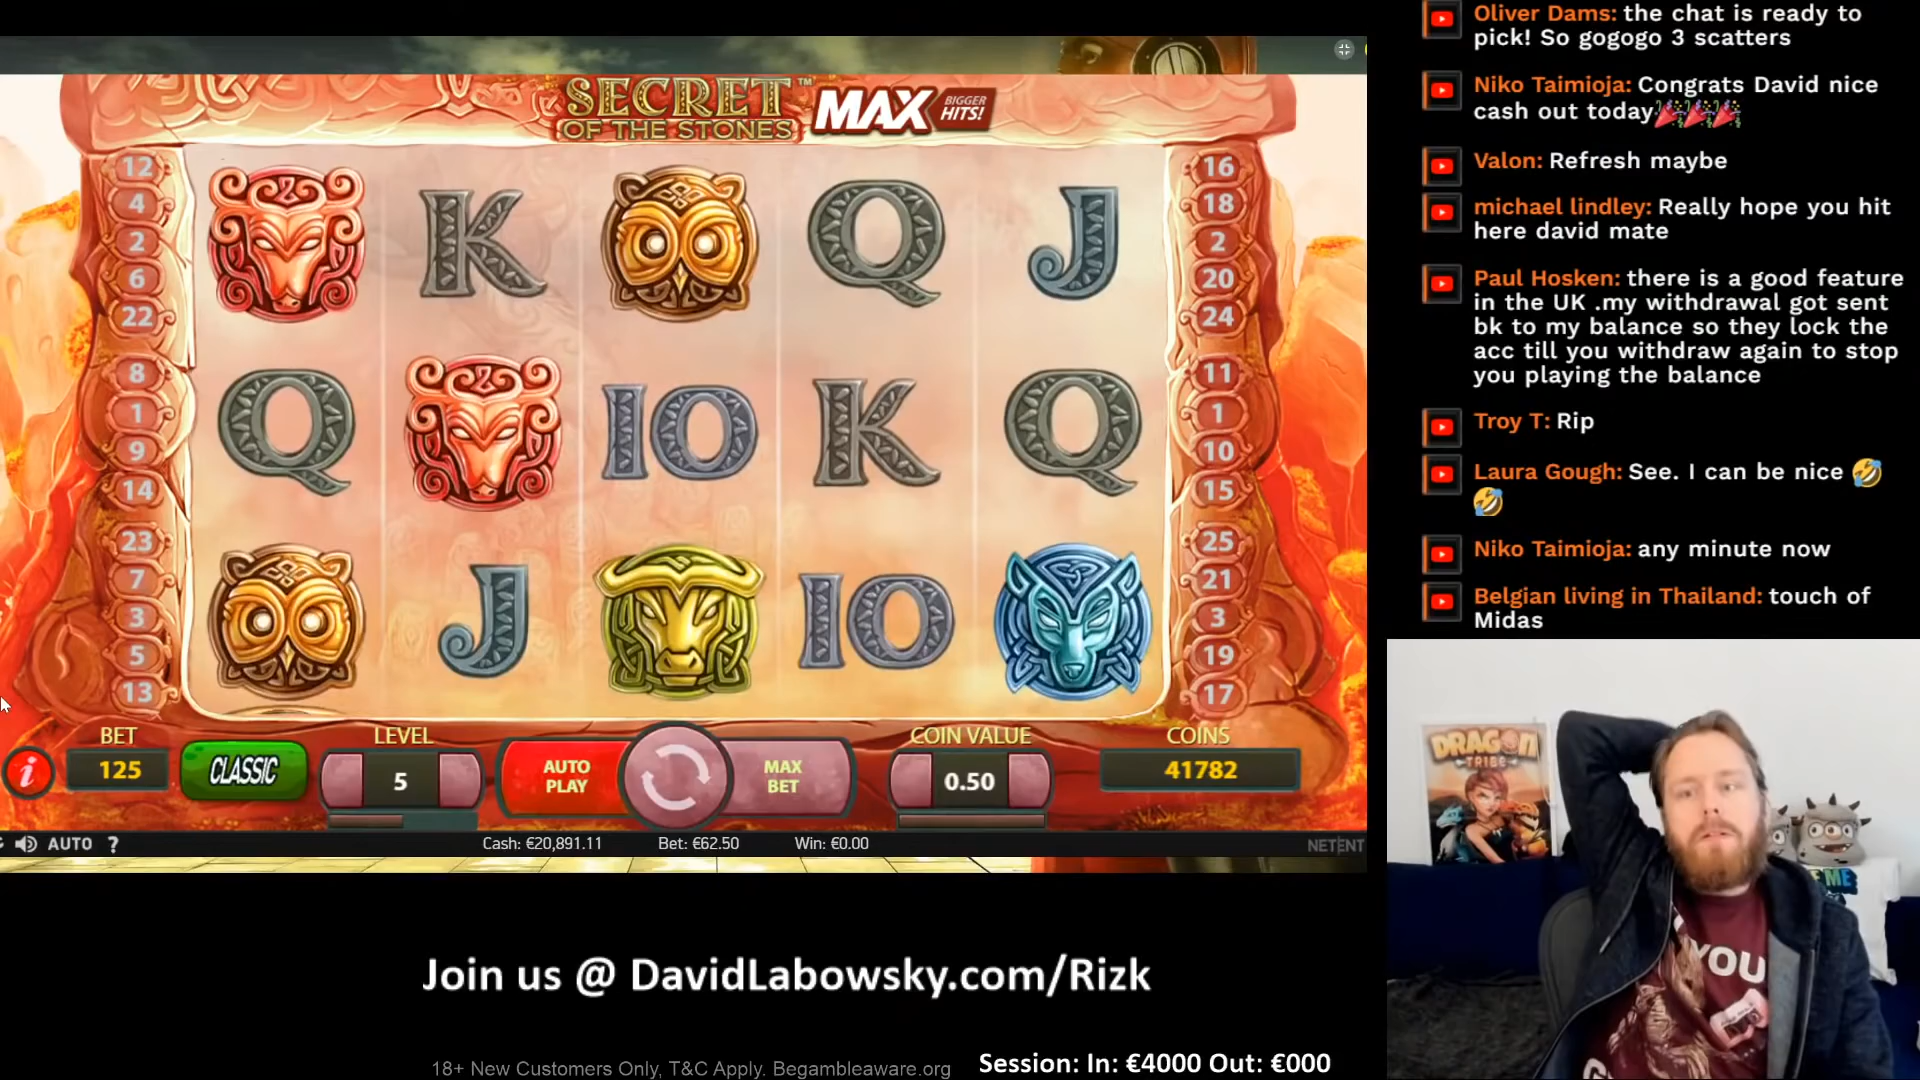 SECRET™
OF THE STONES
MAX
BIGGER
HITS!
12
4
2
6
22
8
1
9
14
23
7
3
5
13
K
Q
J
Q
10
K
Q
J
10
16
18
2
20
24
11
1
10
15
25
21
3
19
17
BET
125
CLASSIC
LEVEL
5
AUTO
PLAY
MAX
BET
COIN VALUE
0.50
COINS
41782
AUTO ?
Cash: €20,891.11
Bet: €62.50
Win: €0.00
NETENT
Join us @ DavidLabowsky.com/Rizk
18+ New Customers Only, T&C Apply. Begambleaware.org
Session: In: €4000 Out: €000
Oliver Dams: the chat is ready to
pick! So gogogo 3 scatters
Niko Taimioja: Congrats David nice
cash out today🎉🎉🎉
Valon: Refresh maybe
michael lindley: Really hope you hit
here david mate
Paul Hosken: there is a good feature
in the UK .my withdrawal got sent
bk to my balance so they lock the
acc till you withdraw again to stop
you playing the balance
Troy T: Rip
Laura Gough: See. I can be nice 🤣
🤣
Niko Taimioja: any minute now
Belgian living in Thailand: touch of
Midas
DRAGON
TRIBE
ME
YOU